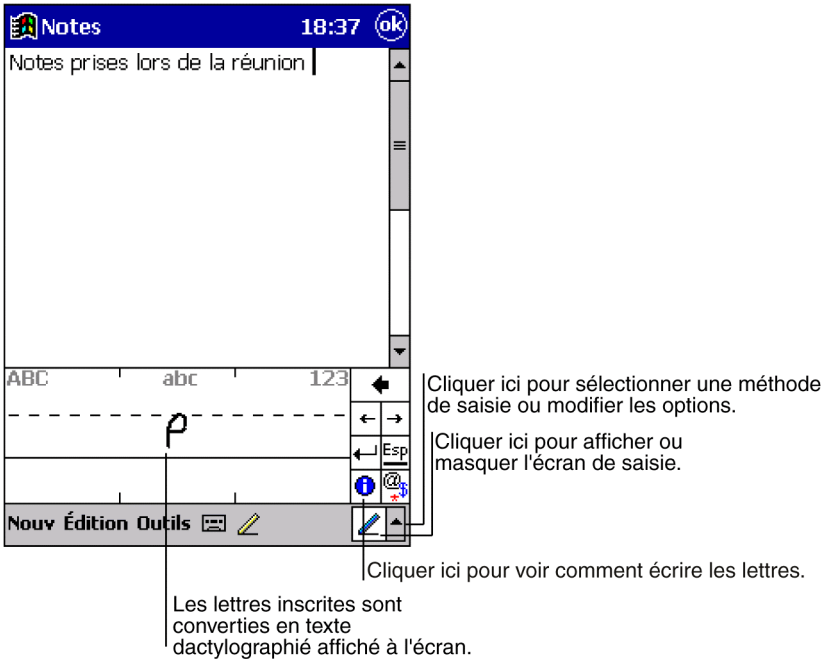 Notes 18:37 ok
Notes prises lors de la réunion
ABC abc 123
Cliquer ici pour sélectionner une méthode
de saisie ou modifier les options.
Cliquer ici pour afficher ou
masquer l'écran de saisie.
ρ
Esp
@ * $
Nouv Édition Outils
Cliquer ici pour voir comment écrire les lettres.
Les lettres inscrites sont
converties en texte
dactylographié affiché à l'écran.